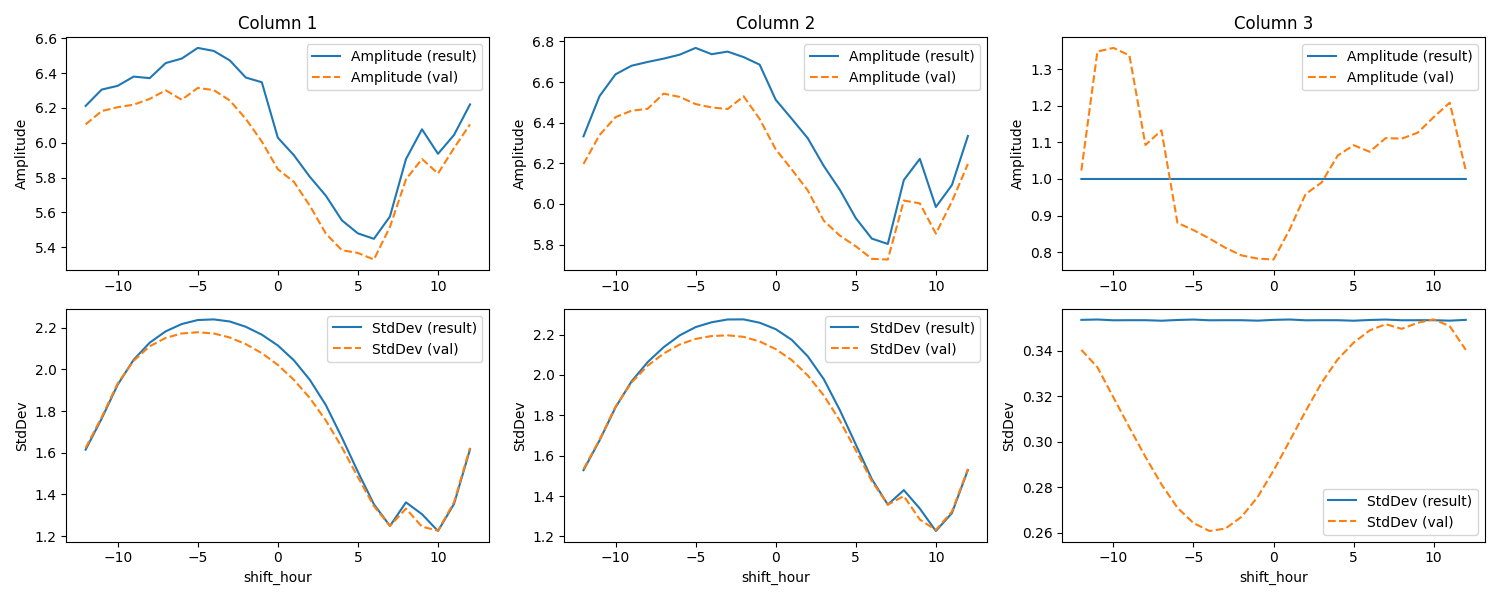 Column 1
Column 2
Column 3
Amplitude
6.6
6.4
6.2
6.0
5.8
5.6
5.4
Amplitude (result)
Amplitude (val)
−10 −5 0 5 10
Amplitude
6.8
6.6
6.4
6.2
6.0
5.8
Amplitude (result)
Amplitude (val)
−10 −5 0 5 10
Amplitude
1.3
1.2
1.1
1.0
0.9
0.8
Amplitude (result)
Amplitude (val)
−10 −5 0 5 10
StdDev
2.2
2.0
1.8
1.6
1.4
1.2
StdDev (result)
StdDev (val)
−10 −5 0 5 10
shift_hour
StdDev
2.2
2.0
1.8
1.6
1.4
1.2
StdDev (result)
StdDev (val)
−10 −5 0 5 10
shift_hour
StdDev
0.34
0.32
0.30
0.28
0.26
StdDev (result)
StdDev (val)
−10 −5 0 5 10
shift_hour